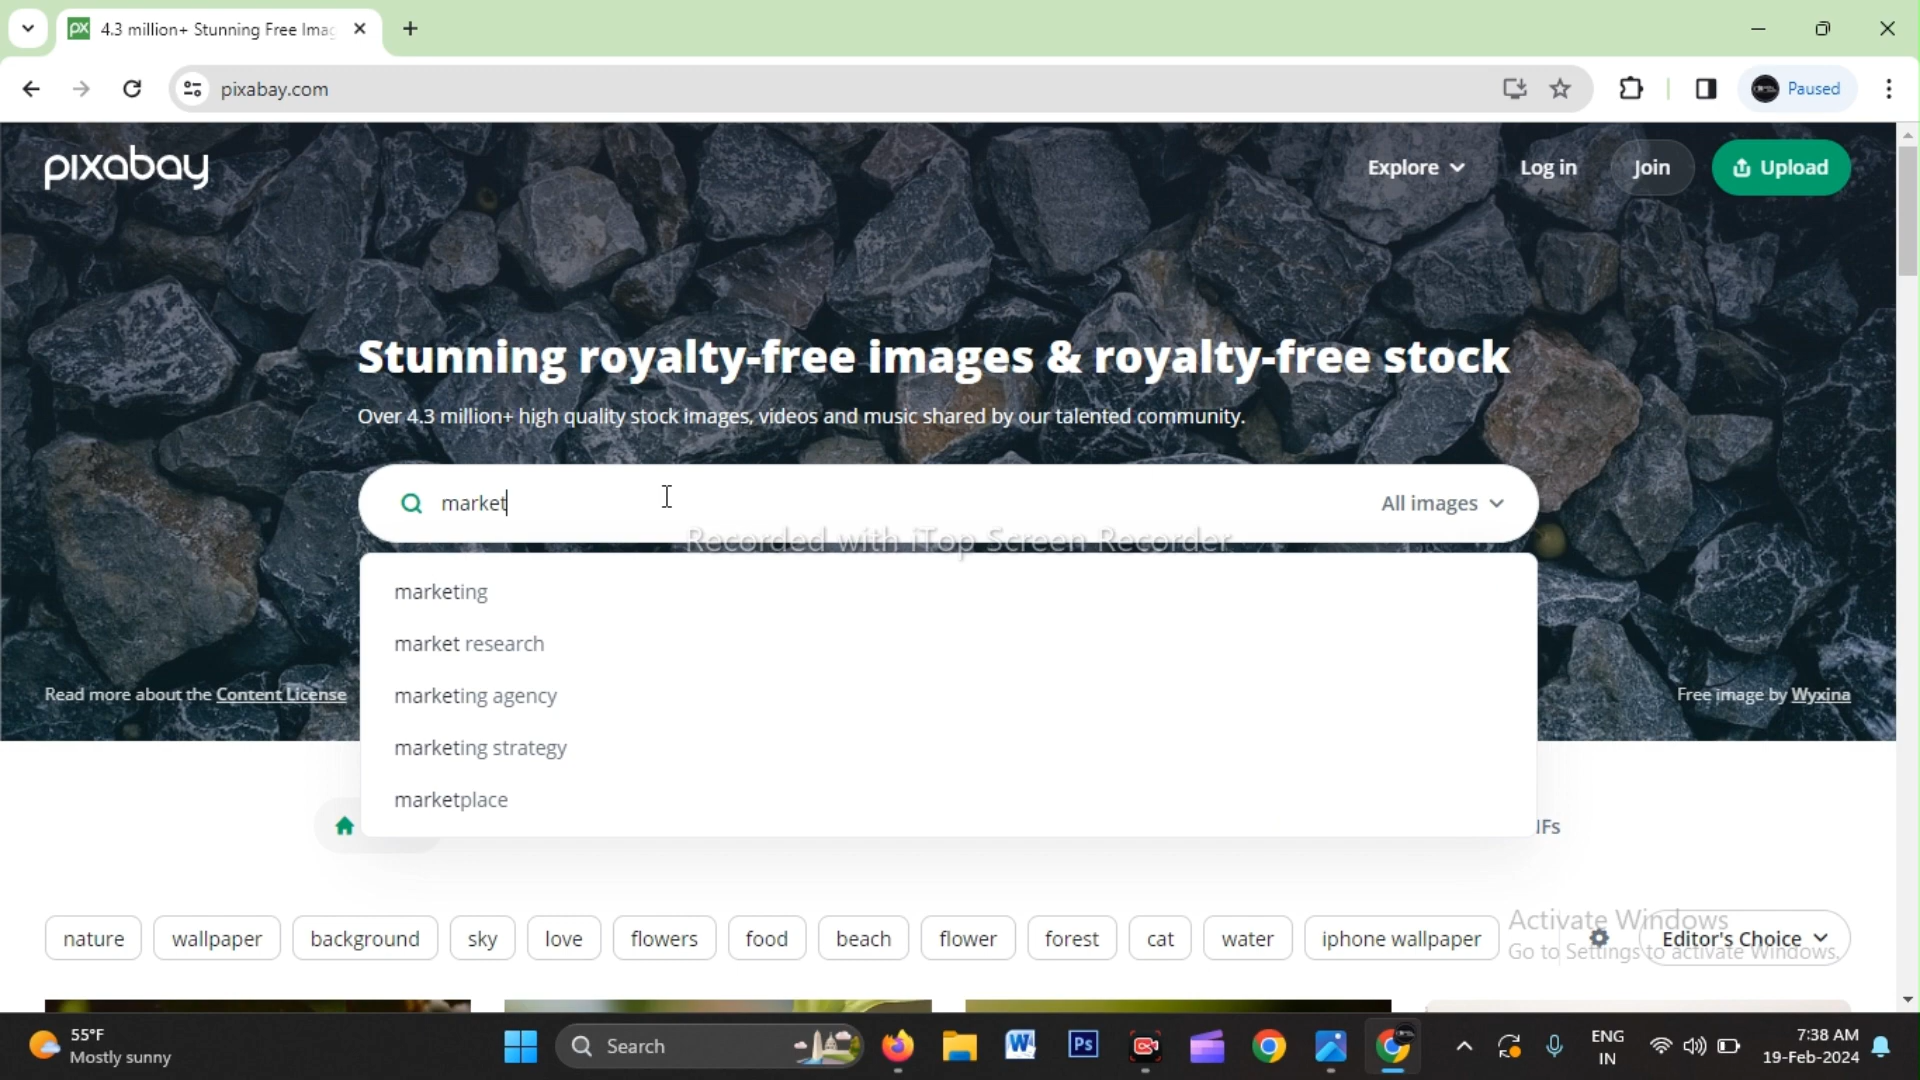 4.3 million+ Stunning Free Imag
pixabay.com
Paused
pixabay
Explore
Log in
Join
Upload
Stunning royalty-free images & royalty-free stock
Over 4.3 million+ high quality stock images, videos and music shared by our talented community.
market
All images
Recorded with iTop Screen Recorder
marketing
market research
marketing agency
marketing strategy
marketplace
Read more about the Content License
Free image by Wyxina
IFs
nature
wallpaper
background
sky
love
flowers
food
beach
flower
forest
cat
water
iphone wallpaper
Editor's Choice
Activate Windows
Go to Settings to activate Windows.
55°F
Mostly sunny
Search
ENG
IN
7:38 AM
19-Feb-2024